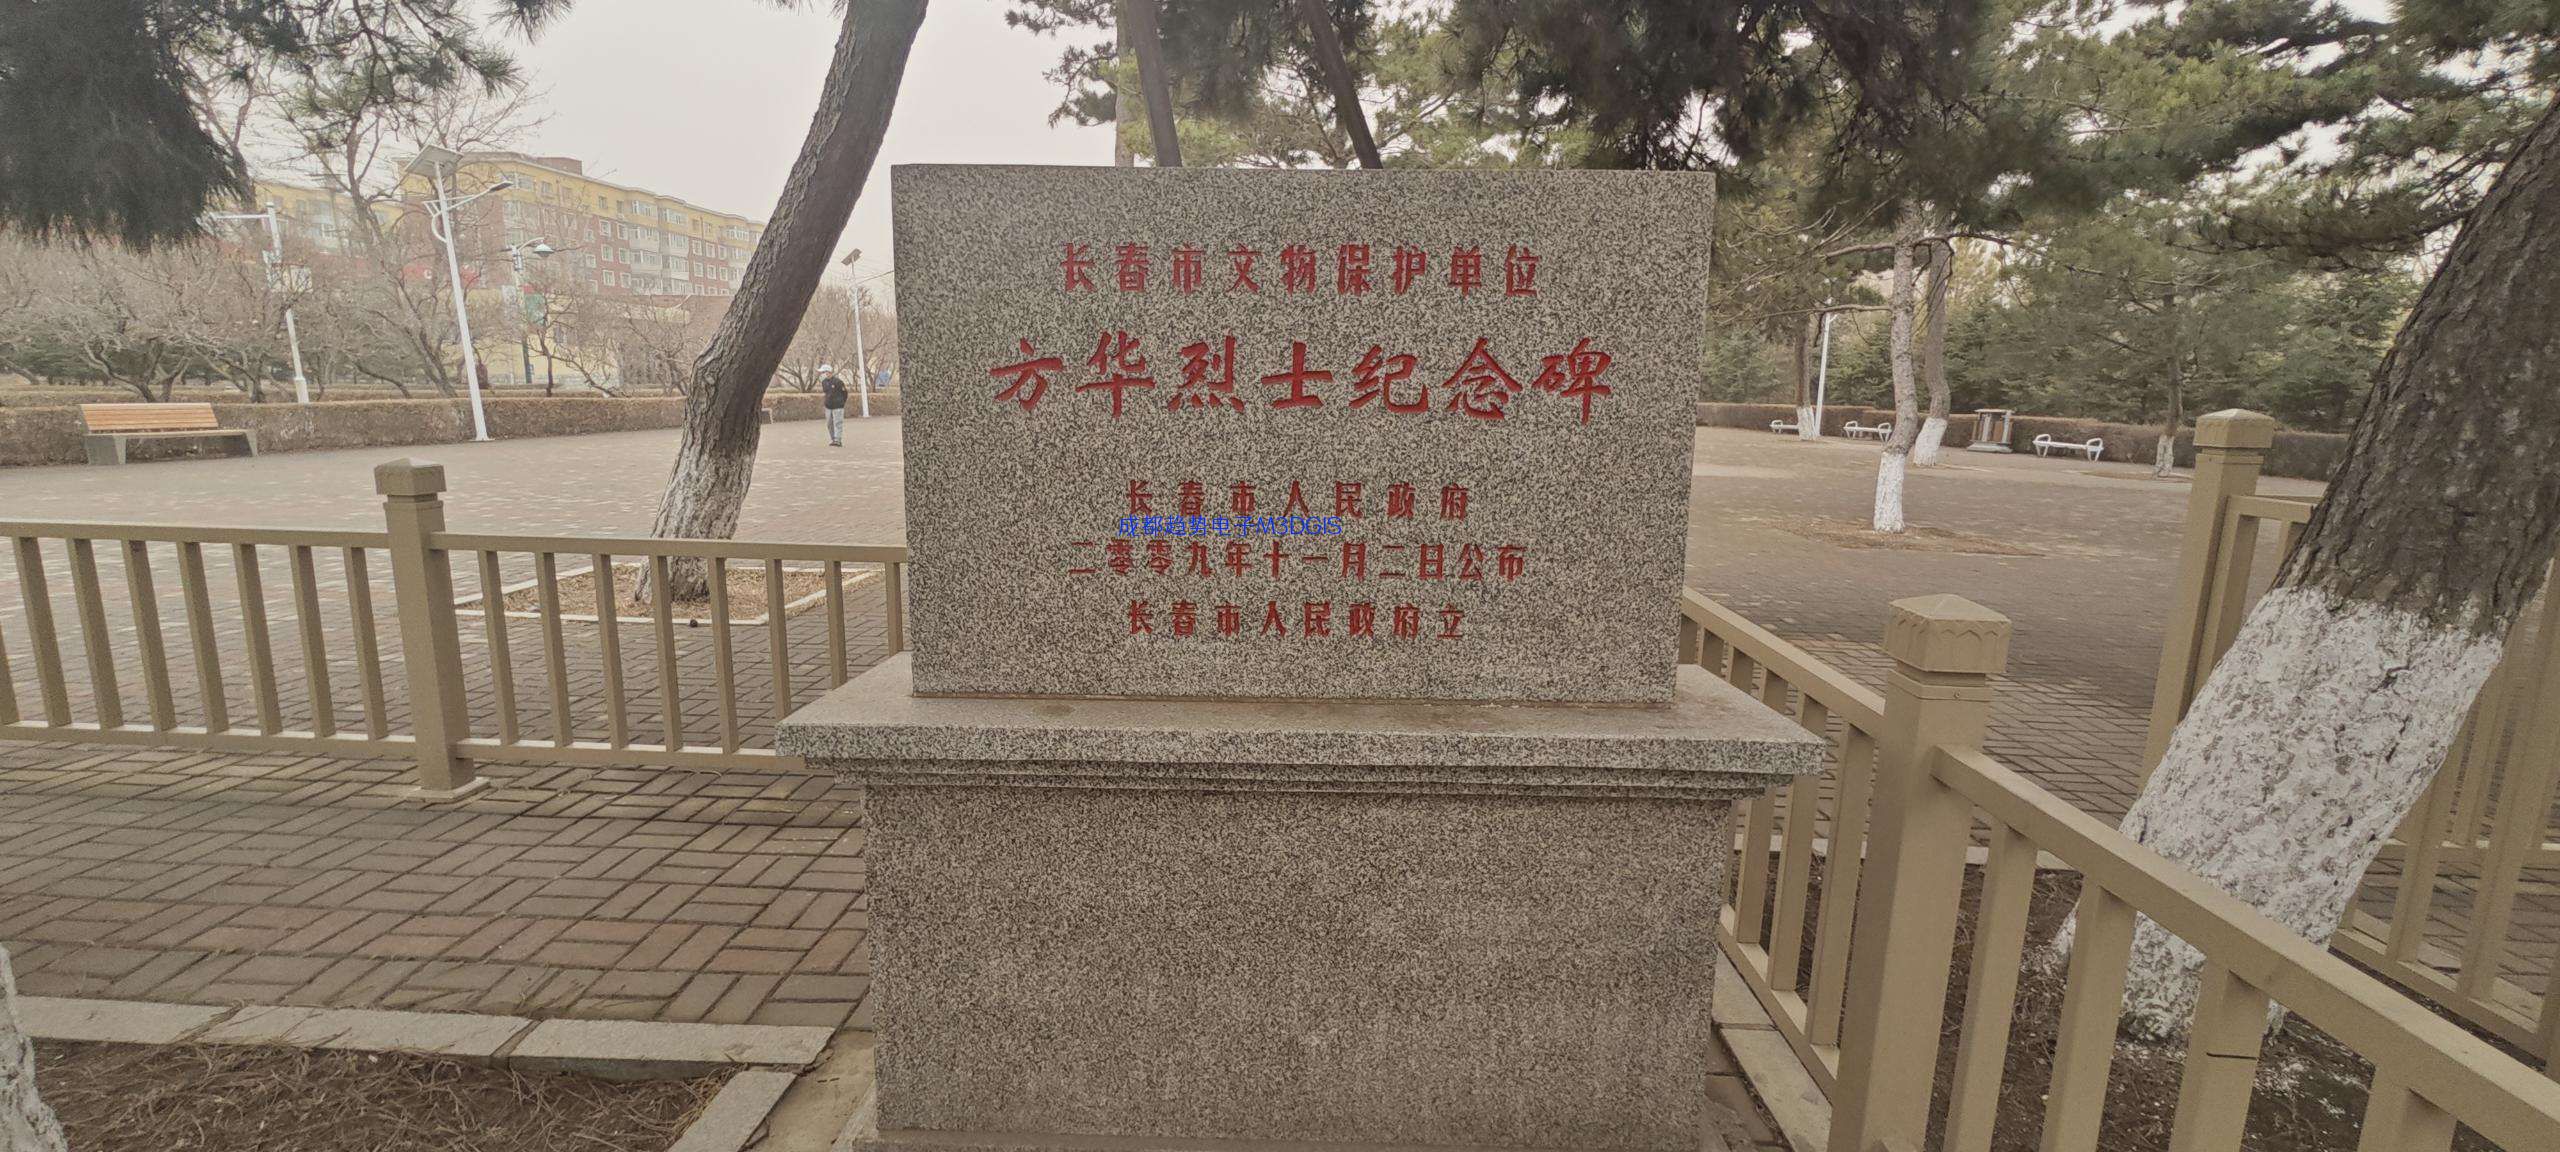 长春市文物保护单位
方华烈士纪念碑
长春市人民政府
成都趋势电子M3DGIS
二零零九年十一月二日公布
长春市人民政府立